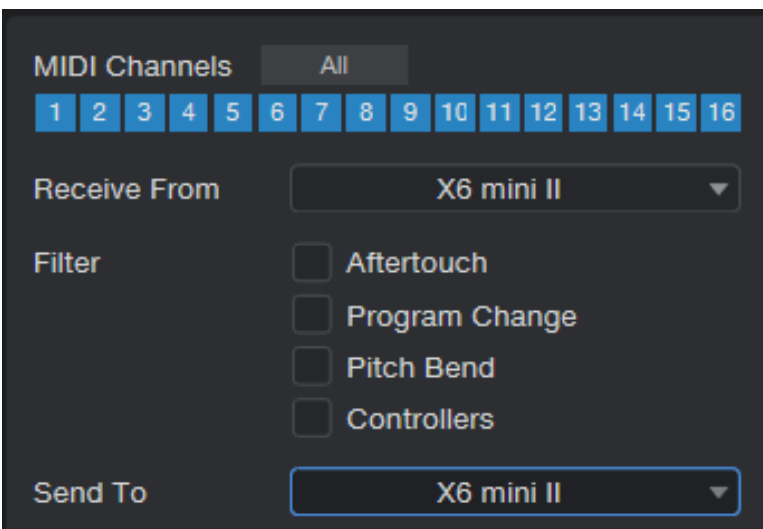 MIDI Channels All
1 2 3 4 5 6 7 8 9 10 11 12 13 14 15 16
Receive From X6 mini II
Filter Aftertouch
Program Change
Pitch Bend
Controllers
Send To X6 mini II